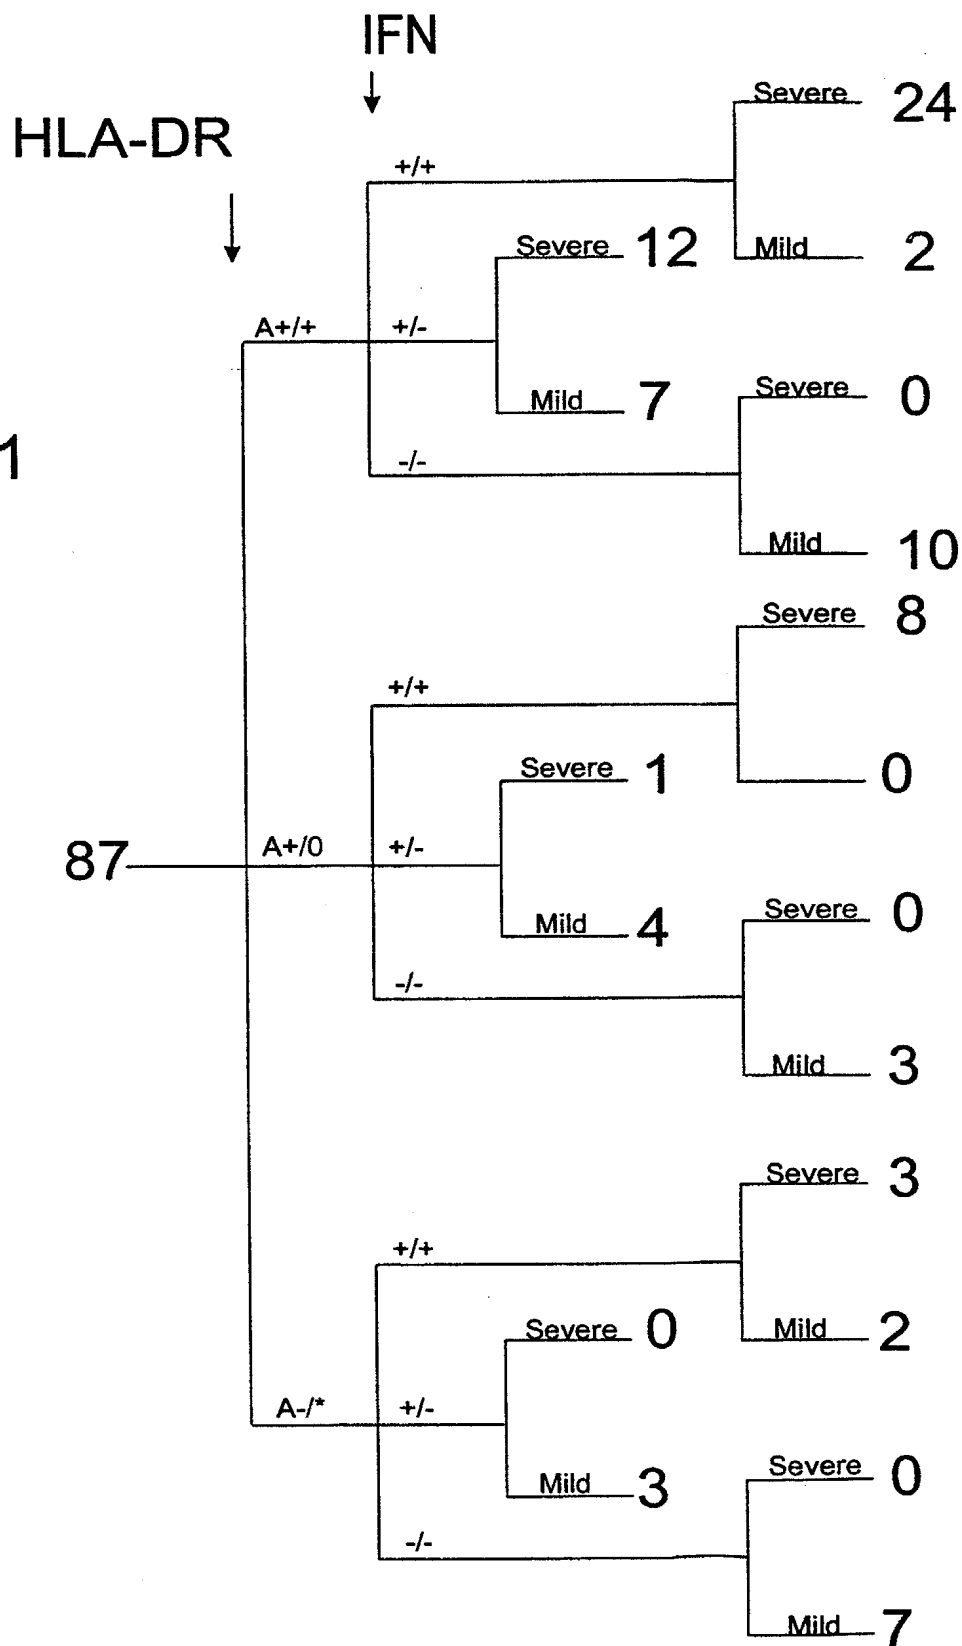 IFN
HLA-DR
Severe 24
+/+
Severe 12
Mild 2
A+/+
+/-
Severe 0
Mild 7
1
-/-
Mild 10
Severe 8
+/+
Severe 1
0
87
A+/0
+/-
Severe 0
Mild 4
-/-
Mild 3
Severe 3
+/+
Severe 0
Mild 2
A-/*
+/-
Severe 0
Mild 3
-/-
Mild 7